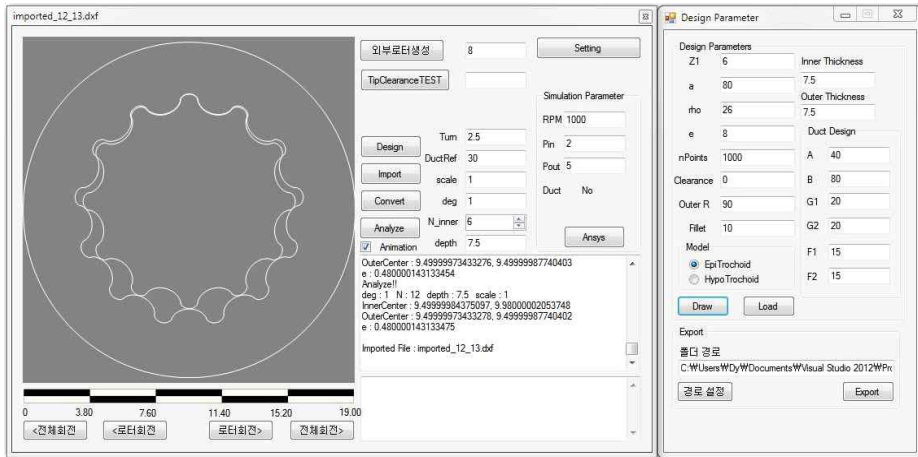 imported_12_13.dxf
외부로터생성 8 Setting
TipClearanceTEST
Simulation Parameter
RPM 1000
Design Turn 2.5 Pin 2
DuctRef 30 Pout 5
Import scale 1 Duct No
Convert deg 1
Analyze N_inner 6 Ansys
Animation depth 7.5
OuterCenter : 9.49999973433276, 9.49999987740403
e : 0.480000143133454
Analyze!!
deg : 1 N : 12 depth : 7.5 scale : 1
InnerCenter : 9.49999984375097, 9.98000002053748
OuterCenter : 9.49999973433278, 9.49999987740402
e : 0.480000143133475
Imported File : imported_12_13.dxf
0 3.80 7.60 11.40 15.20 19.00
<전체회전 <로터회전 로터회전> 전체회전>
Design Parameter
Design Parameters
Z1 6 Inner Thickness
a 80 7.5
Outer Thickness
rho 26 7.5
e 8 Duct Design
nPoints 1000 A 40
Clearance 0 B 80
Outer R 90 G1 20
Fillet 10 G2 20
Model F1 15
EpiTrochoid
HypoTrochoid F2 15
Draw Load
Export
폴더 경로
C:₩Users₩Dy₩Documents₩Visual Studio 2012₩Pro
경로 설정 Export